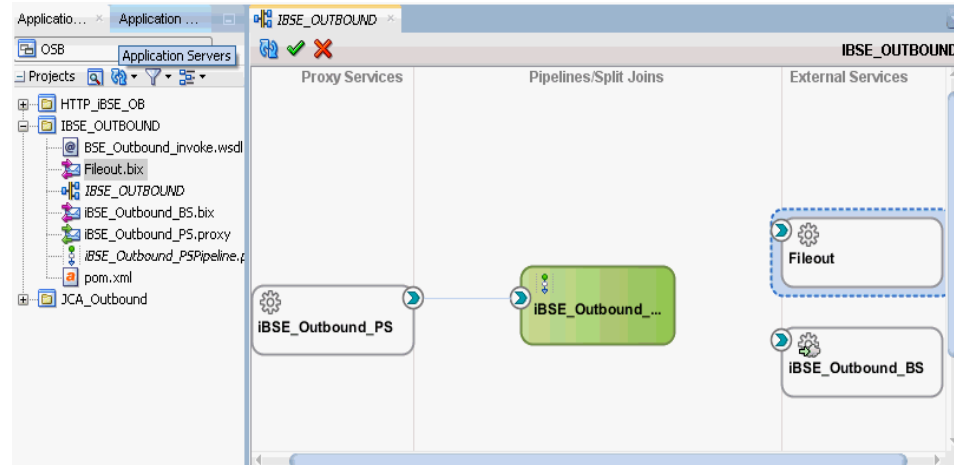 Applicatio...
Application ...
IBSE_OUTBOUND
OSB
Application Servers
IBSE_OUTBOUND
Projects
Proxy Services
Pipelines/Split Joins
External Services
HTTP_iBSE_OB
IBSE_OUTBOUND
BSE_Outbound_invoke.wsdl
Fileout.bix
IBSE_OUTBOUND
iBSE_Outbound_BS.bix
iBSE_Outbound_PS.proxy
iBSE_Outbound_PSPipeline.p
pom.xml
JCA_Outbound
iBSE_Outbound_PS
iBSE_Outbound_...
Fileout
iBSE_Outbound_BS